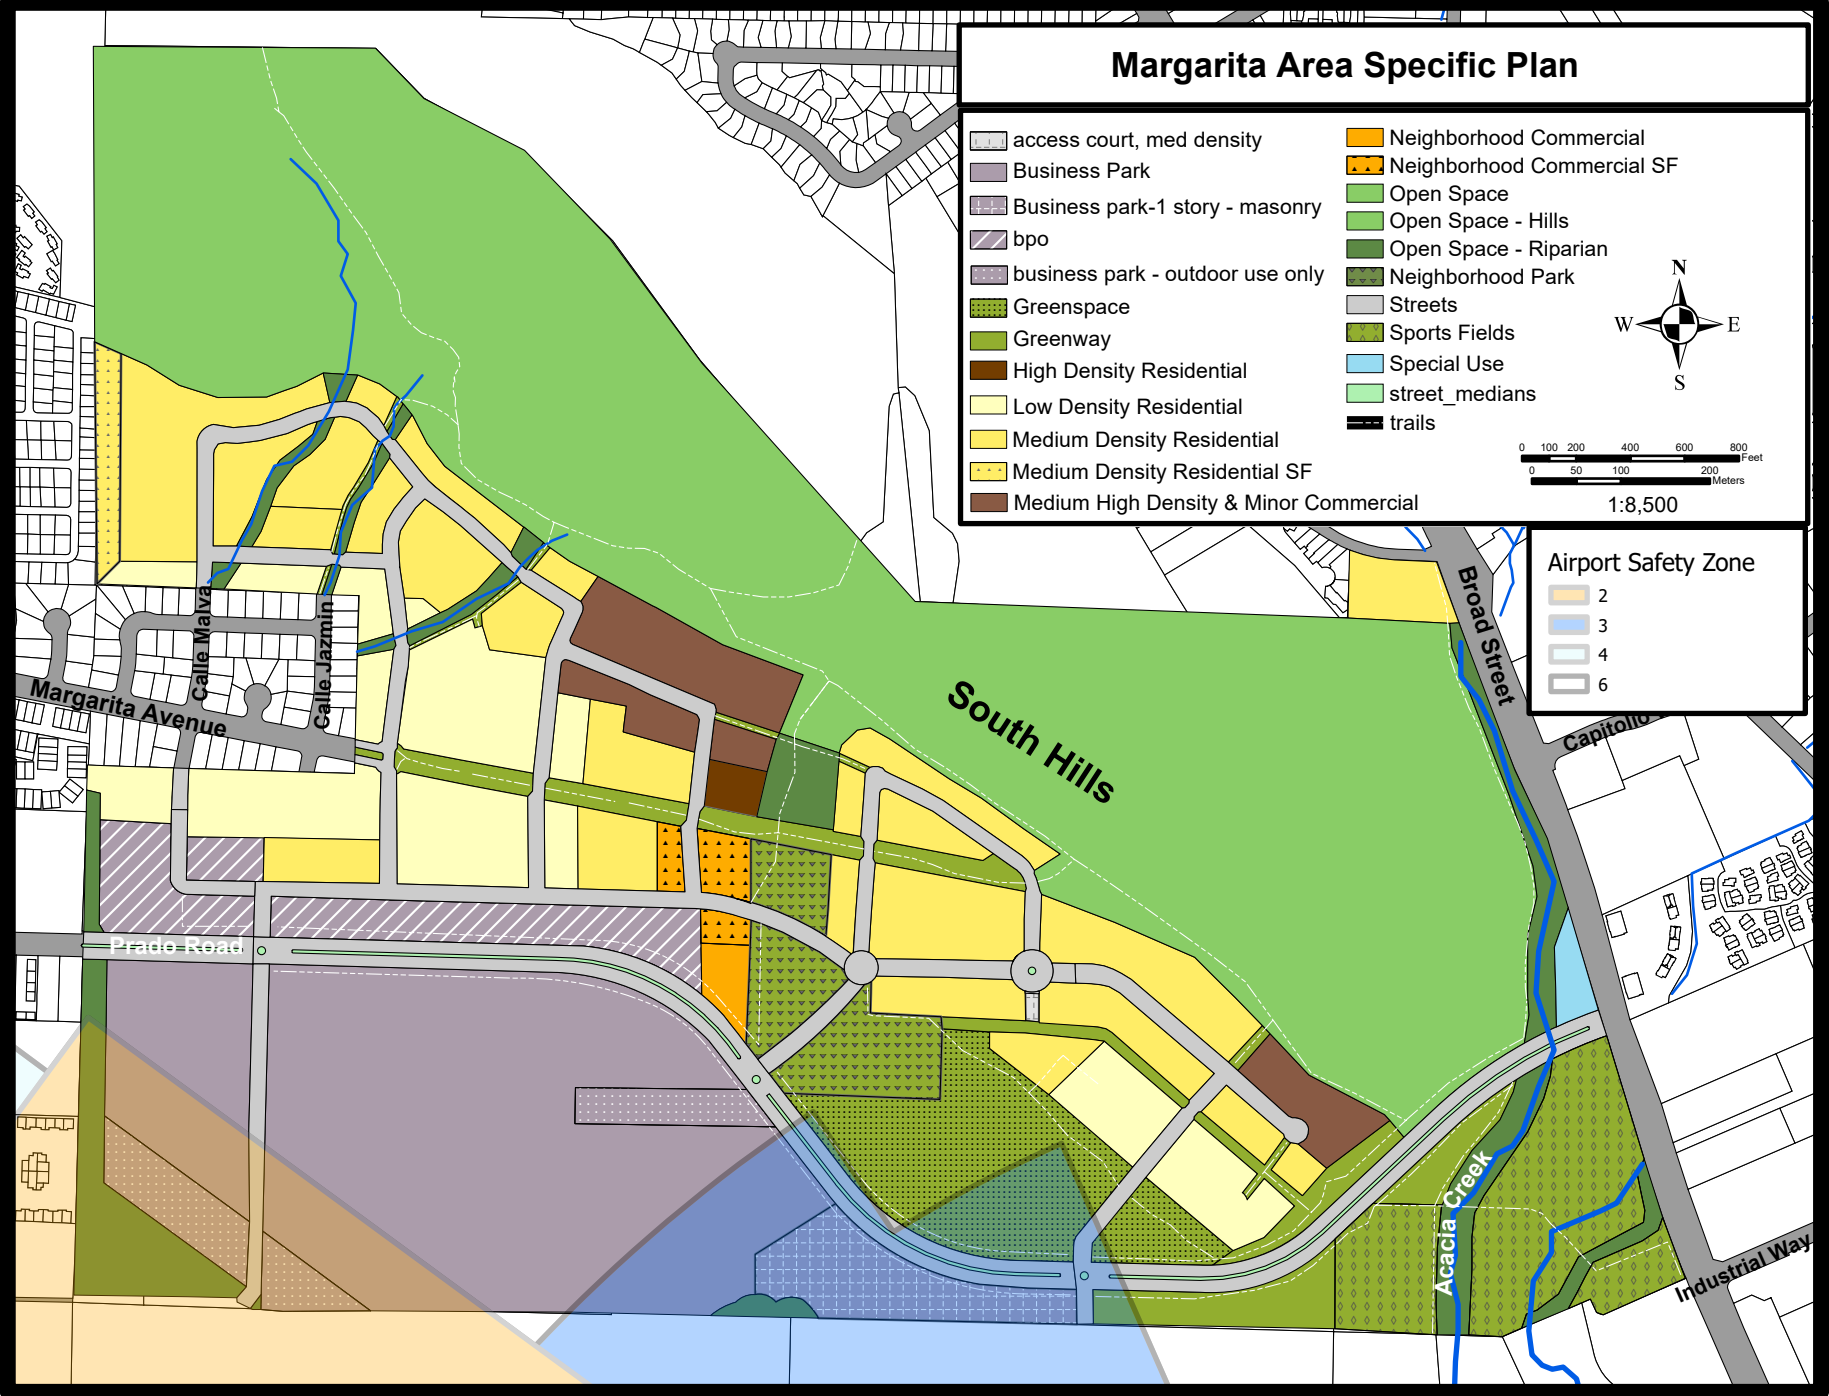 Margarita Area Specific Plan
access court, med density
Business Park
Business park-1 story - masonry
bpo
business park - outdoor use only
Greenspace
Greenway
High Density Residential
Low Density Residential
Medium Density Residential
Medium Density Residential SF
Medium High Density & Minor Commercial
Neighborhood Commercial
Neighborhood Commercial SF
Open Space
Open Space - Hills
Open Space - Riparian
Neighborhood Park
Streets
Sports Fields
Special Use
street_medians
trails
N
W E
S
0 100 200 400 600 800
Feet
0 50 100 200
Meters
1:8,500
Airport Safety Zone
2
3
4
6
Broad Street
Capitolio
South Hills
Calle Malva
Calle Jazmin
Margarita Avenue
Prado Road
Acacia Creek
Industrial Way